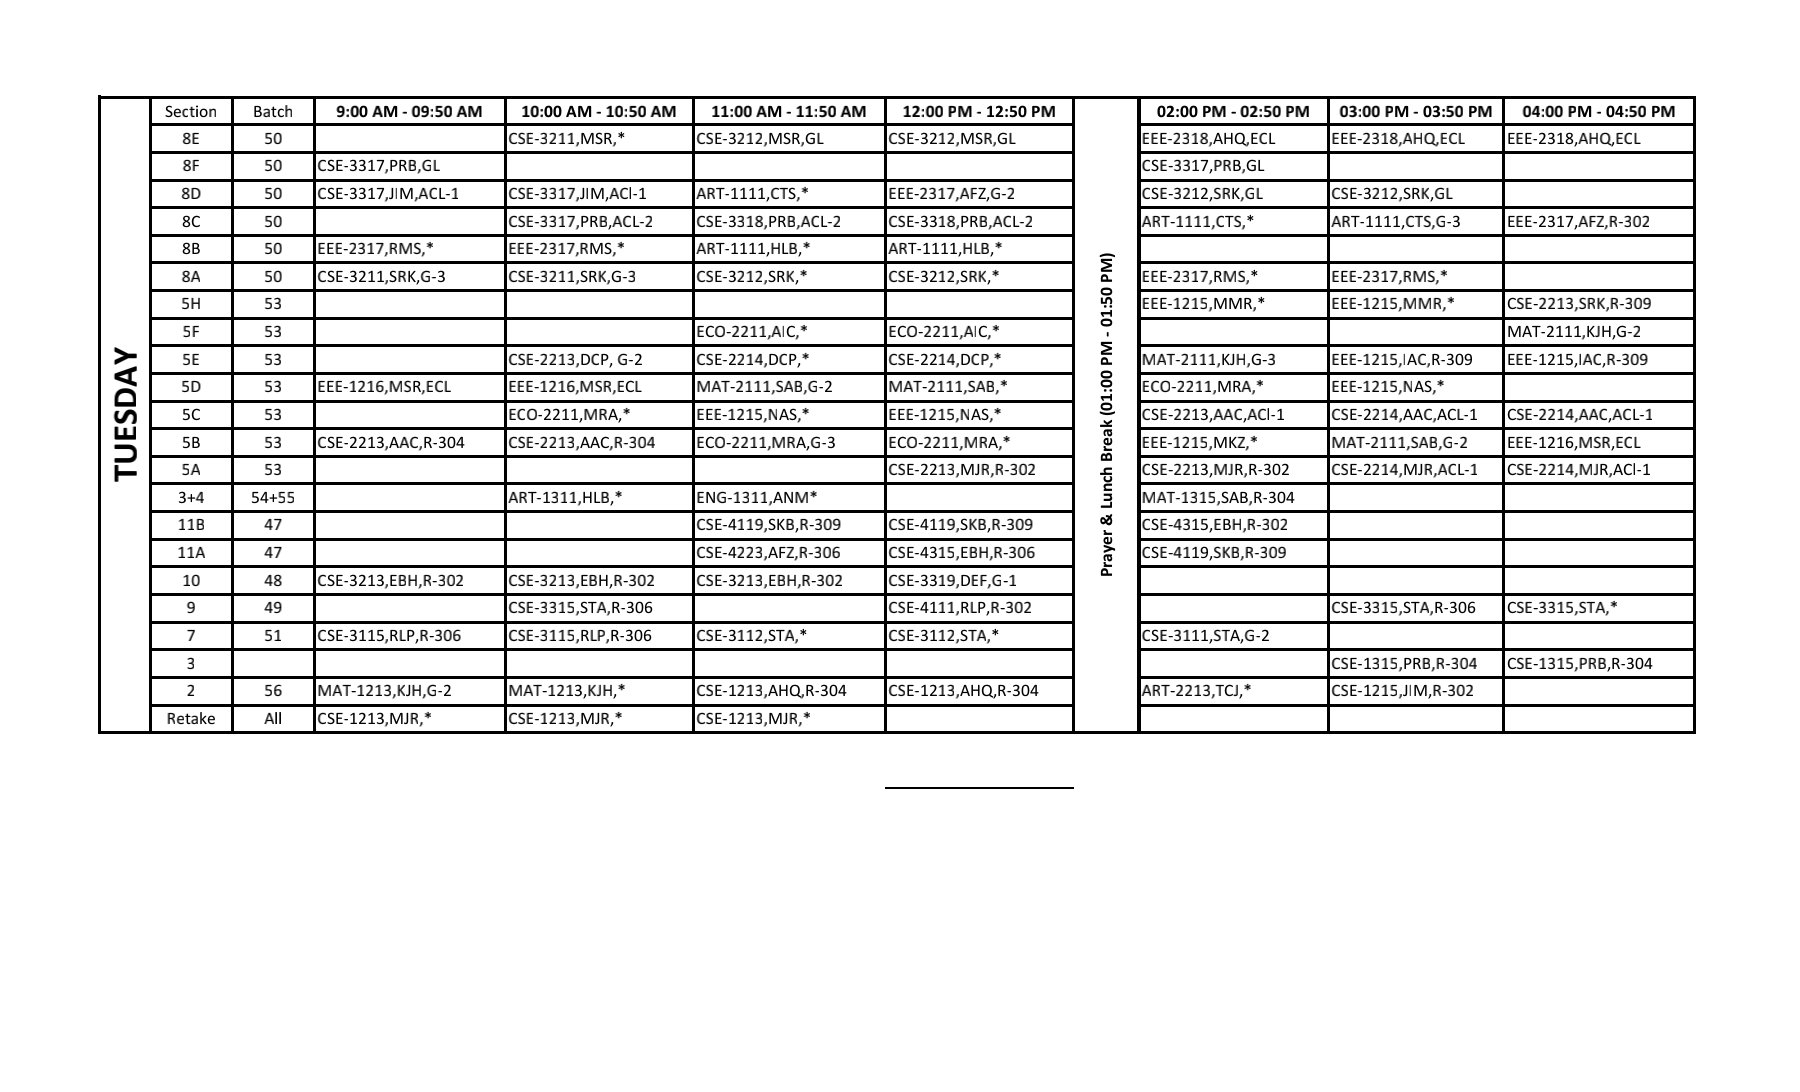 TUESDAY
Section Batch 9:00 AM - 09:50 AM 10:00 AM - 10:50 AM 11:00 AM - 11:50 AM 12:00 PM - 12:50 PM Prayer & Lunch Break (01:00 PM - 01:50 PM) 02:00 PM - 02:50 PM 03:00 PM - 03:50 PM 04:00 PM - 04:50 PM
8E 50 CSE-3211,MSR,* CSE-3212,MSR,GL CSE-3212,MSR,GL EEE-2318,AHQ,ECL EEE-2318,AHQ,ECL EEE-2318,AHQ,ECL
8F 50 CSE-3317,PRB,GL CSE-3317,PRB,GL
8D 50 CSE-3317,JIM,ACL-1 CSE-3317,JIM,ACl-1 ART-1111,CTS,* EEE-2317,AFZ,G-2 CSE-3212,SRK,GL CSE-3212,SRK,GL
8C 50 CSE-3317,PRB,ACL-2 CSE-3318,PRB,ACL-2 CSE-3318,PRB,ACL-2 ART-1111,CTS,* ART-1111,CTS,G-3 EEE-2317,AFZ,R-302
8B 50 EEE-2317,RMS,* EEE-2317,RMS,* ART-1111,HLB,* ART-1111,HLB,*
8A 50 CSE-3211,SRK,G-3 CSE-3211,SRK,G-3 CSE-3212,SRK,* CSE-3212,SRK,* EEE-2317,RMS,* EEE-2317,RMS,*
5H 53 EEE-1215,MMR,* EEE-1215,MMR,* CSE-2213,SRK,R-309
5F 53 ECO-2211,AIC,* ECO-2211,AIC,* MAT-2111,KJH,G-2
5E 53 CSE-2213,DCP, G-2 CSE-2214,DCP,* CSE-2214,DCP,* MAT-2111,KJH,G-3 EEE-1215,IAC,R-309 EEE-1215,IAC,R-309
5D 53 EEE-1216,MSR,ECL EEE-1216,MSR,ECL MAT-2111,SAB,G-2 MAT-2111,SAB,* ECO-2211,MRA,* EEE-1215,NAS,*
5C 53 ECO-2211,MRA,* EEE-1215,NAS,* EEE-1215,NAS,* CSE-2213,AAC,ACl-1 CSE-2214,AAC,ACL-1 CSE-2214,AAC,ACL-1
5B 53 CSE-2213,AAC,R-304 CSE-2213,AAC,R-304 ECO-2211,MRA,G-3 ECO-2211,MRA,* EEE-1215,MKZ,* MAT-2111,SAB,G-2 EEE-1216,MSR,ECL
5A 53 CSE-2213,MJR,R-302 CSE-2213,MJR,R-302 CSE-2214,MJR,ACL-1 CSE-2214,MJR,ACl-1
3+4 54+55 ART-1311,HLB,* ENG-1311,ANM* MAT-1315,SAB,R-304
11B 47 CSE-4119,SKB,R-309 CSE-4119,SKB,R-309 CSE-4315,EBH,R-302
11A 47 CSE-4223,AFZ,R-306 CSE-4315,EBH,R-306 CSE-4119,SKB,R-309
10 48 CSE-3213,EBH,R-302 CSE-3213,EBH,R-302 CSE-3213,EBH,R-302 CSE-3319,DEF,G-1
9 49 CSE-3315,STA,R-306 CSE-4111,RLP,R-302 CSE-3315,STA,R-306 CSE-3315,STA,*
7 51 CSE-3115,RLP,R-306 CSE-3115,RLP,R-306 CSE-3112,STA,* CSE-3112,STA,* CSE-3111,STA,G-2
3 CSE-1315,PRB,R-304 CSE-1315,PRB,R-304
2 56 MAT-1213,KJH,G-2 MAT-1213,KJH,* CSE-1213,AHQ,R-304 CSE-1213,AHQ,R-304 ART-2213,TCJ,* CSE-1215,JIM,R-302
Retake All CSE-1213,MJR,* CSE-1213,MJR,* CSE-1213,MJR,*